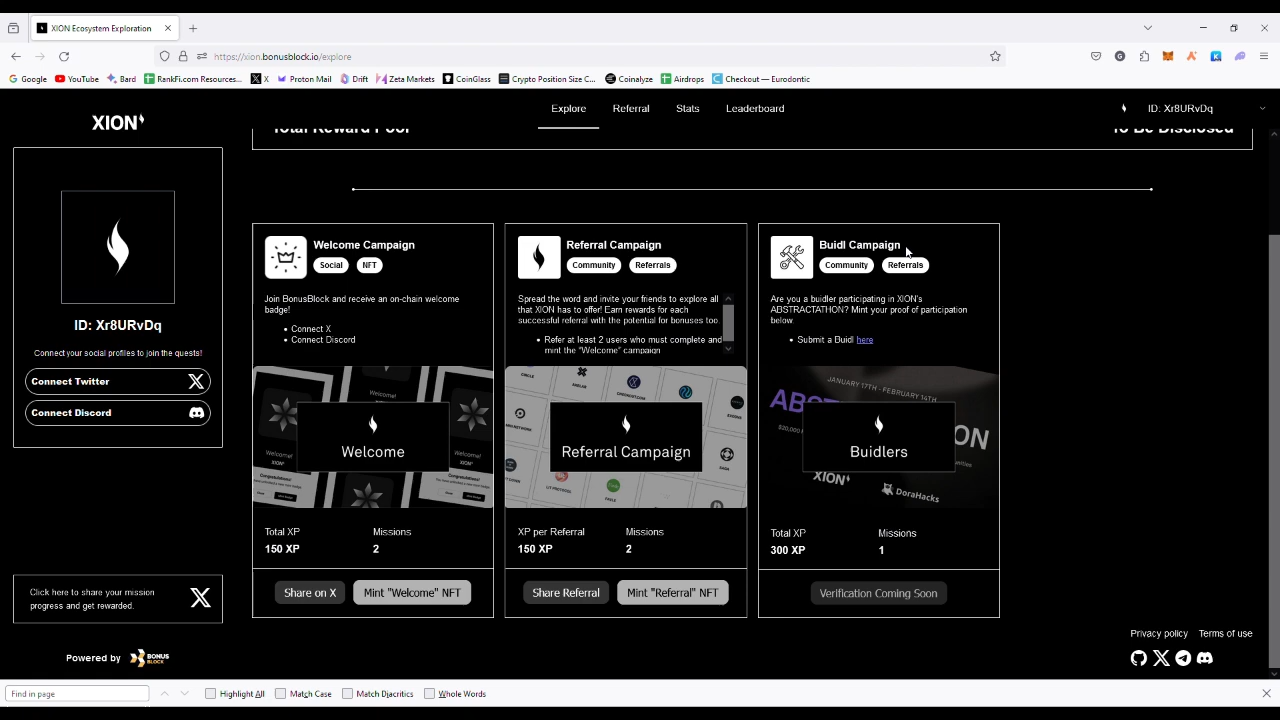 XION Ecosystem Exploration
https://xion.bonusblock.io/explore
Google YouTube Bard RankFi.com Resources... X Proton Mail Drift Zeta Markets CoinGlass Crypto Position Size C... Coinalyze Airdrops Checkout — Eurodontic
XION
Explore Referral Stats Leaderboard
ID: Xr8URvDq
Total Reward Pool To Be Disclosed
ID: Xr8URvDq
Connect your social profiles to join the quests!
Connect Twitter
Connect Discord
Click here to share your mission
progress and get rewarded.
Powered by BONUS BLOCK
Welcome Campaign
Social NFT
Join BonusBlock and receive an on-chain welcome
badge!
• Connect X
• Connect Discord
Welcome!
Welcome
Total XP Missions
150 XP 2
Share on X Mint "Welcome" NFT
Referral Campaign
Community Referrals
Spread the word and invite your friends to explore all
that XION has to offer! Earn rewards for each
successful referral with the potential for bonuses too.
• Refer at least 2 users who must complete and
mint the "Welcome" campaign
Referral Campaign
XP per Referral Missions
150 XP 2
Share Referral Mint "Referral" NFT
Buidl Campaign
Community Referrals
Are you a buidler participating in XION's
ABSTRACTATHON? Mint your proof of participation
below.
• Submit a Buidl here
JANUARY 17TH - FEBRUARY 14TH
Buidlers
XION DoraHacks
Total XP Missions
300 XP 1
Verification Coming Soon
Privacy policy Terms of use
Find in page Highlight All Match Case Match Diacritics Whole Words